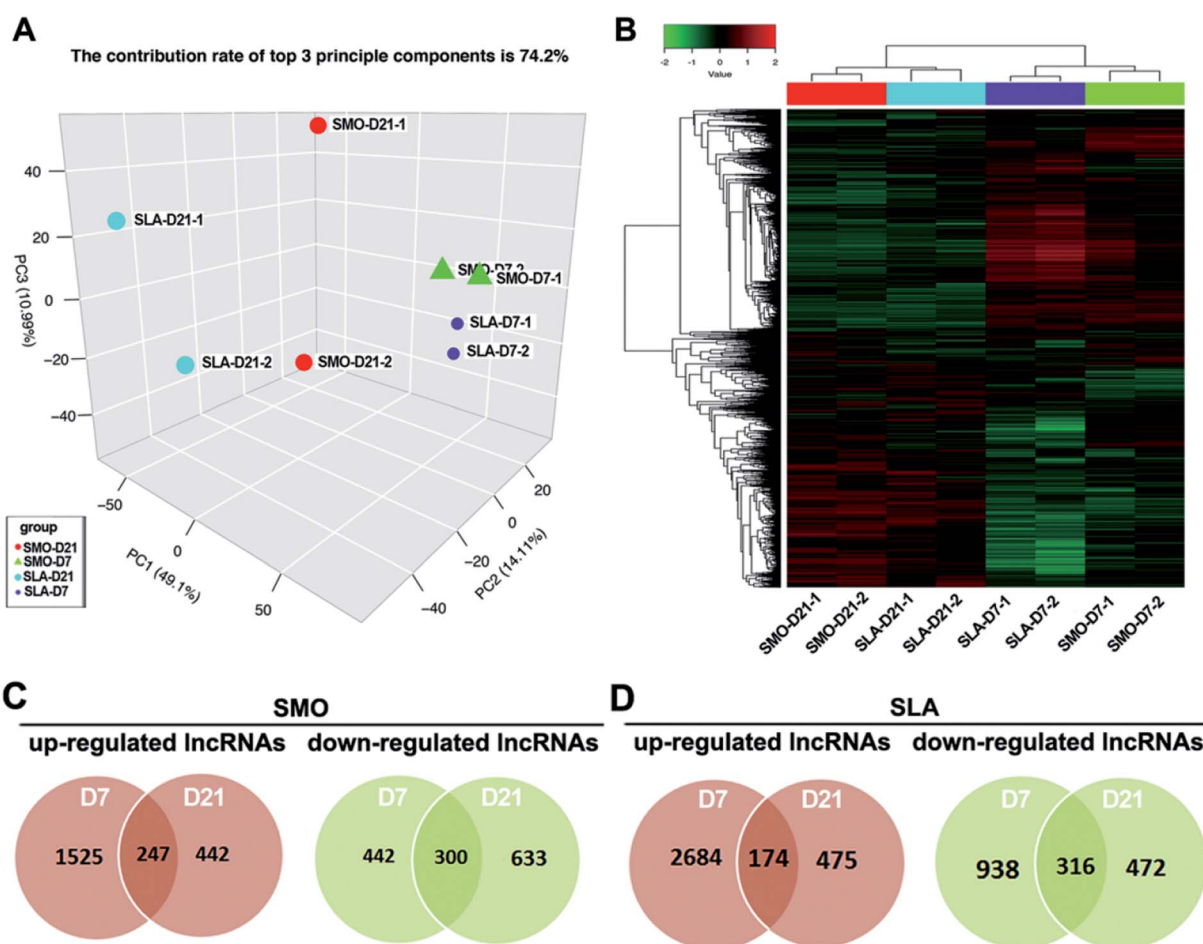 A
The contribution rate of top 3 principle components is 74.2%
SMO-D21-1
SLA-D21-1
SMO-D7-2
SMO-D7-1
SLA-D7-1
SLA-D7-2
SLA-D21-2
SMO-D21-2
40
20
0
−20
−40
PC3 (10.99%)
−50
0
50
PC1 (49.1%)
20
0
−20
−40
PC2 (14.11%)
group
SMO-D21
SMO-D7
SLA-D21
SLA-D7
B
-2 -1 0 1 2
Value
SMO-D21-1
SMO-D21-2
SLA-D21-1
SLA-D21-2
SLA-D7-1
SLA-D7-2
SMO-D7-1
SMO-D7-2
C
SMO
up-regulated lncRNAs down-regulated lncRNAs
D7 D21 D7 D21
1525 247 442 442 300 633
D
SLA
up-regulated lncRNAs down-regulated lncRNAs
D7 D21 D7 D21
2684 174 475 938 316 472